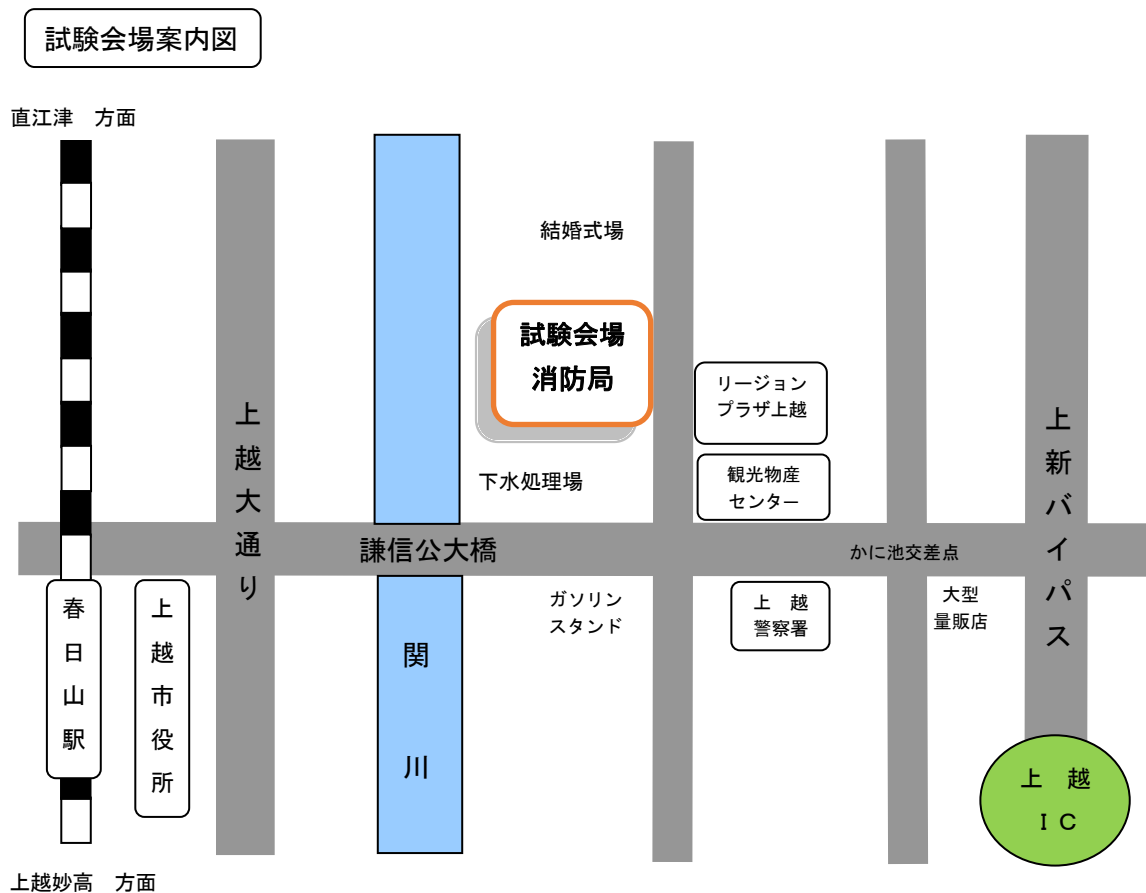 試験会場案内図
直江津　方面
結婚式場
試験会場
消防局
リージョン
プラザ上越
上越大通り
上新バイパス
下水処理場
観光物産
センター
謙信公大橋
かに池交差点
春日山駅
上越市役所
ガソリン
スタンド
上　越
警察署
大型
量販店
関川
上　越
ＩＣ
上越妙高　方面